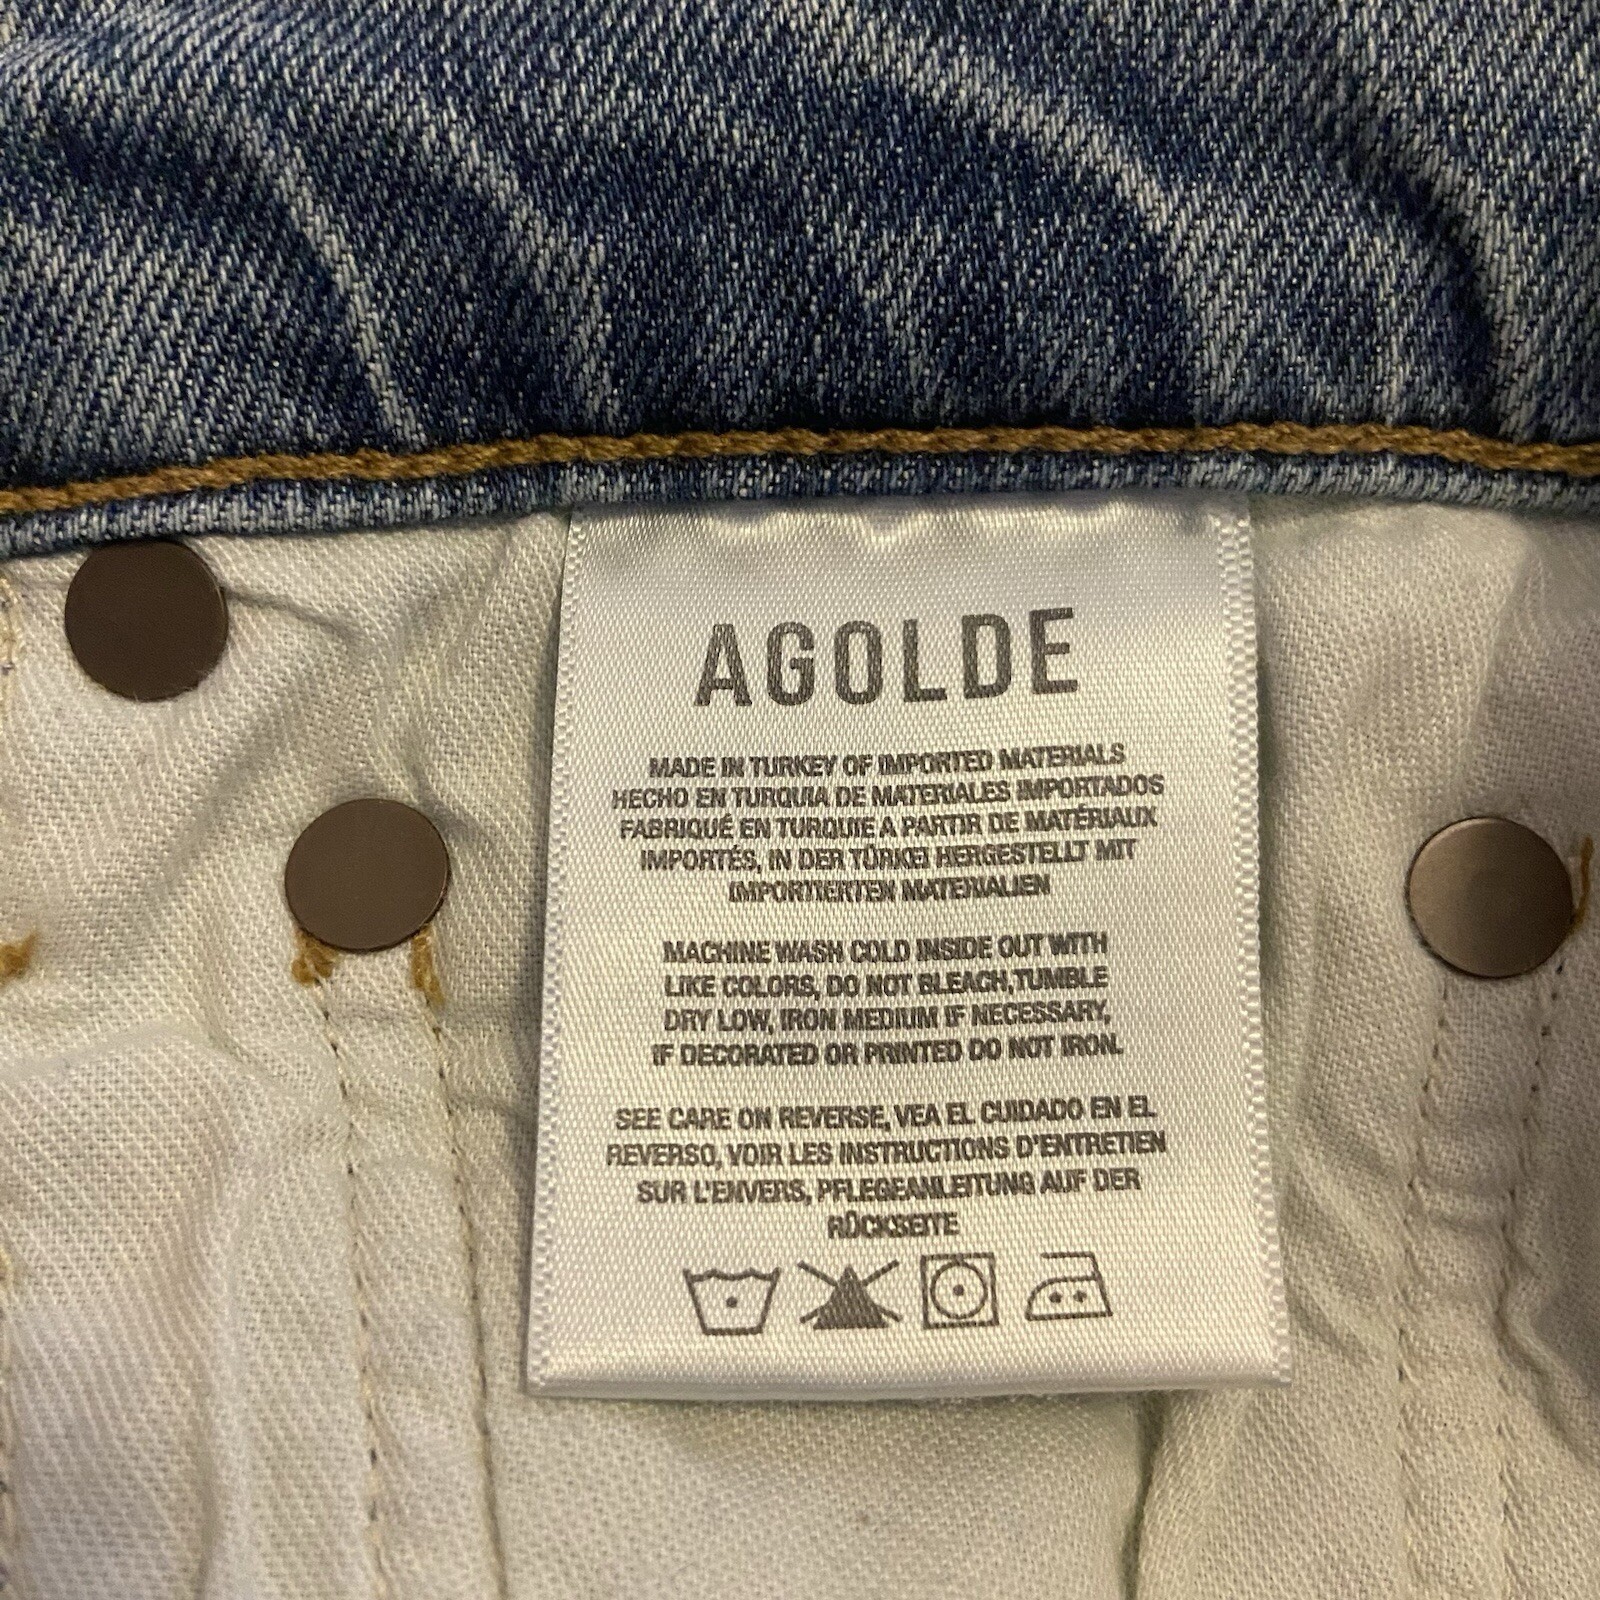 AGOLDE
MADE IN TURKEY OF IMPORTED MATERIALS
HECHO EN TURQUIA DE MATERIALES IMPORTADOS
FABRIQUÉ EN TURQUIE A PARTIR DE MATÉRIAUX
IMPORTÉS, IN DER TÜRKEI HERGESTELLT MIT
IMPORTIERTEN MATERIALIEN
MACHINE WASH COLD INSIDE OUT WITH
LIKE COLORS, DO NOT BLEACH,TUMBLE
DRY LOW, IRON MEDIUM IF NECESSARY,
IF DECORATED OR PRINTED DO NOT IRON.
SEE CARE ON REVERSE, VEA EL CUIDADO EN EL
REVERSO, VOIR LES INSTRUCTIONS D'ENTRETIEN
SUR L'ENVERS, PFLEGEANLEITUNG AUF DER
RÜCKSEITE